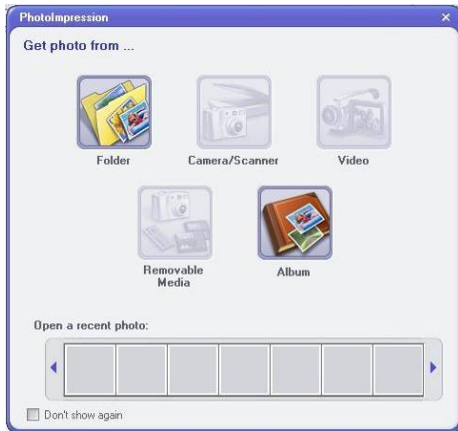 PhotoImpression
Get photo from ...
Folder
Camera/Scanner
Video
Removable
Media
Album
Open a recent photo:
Don't show again